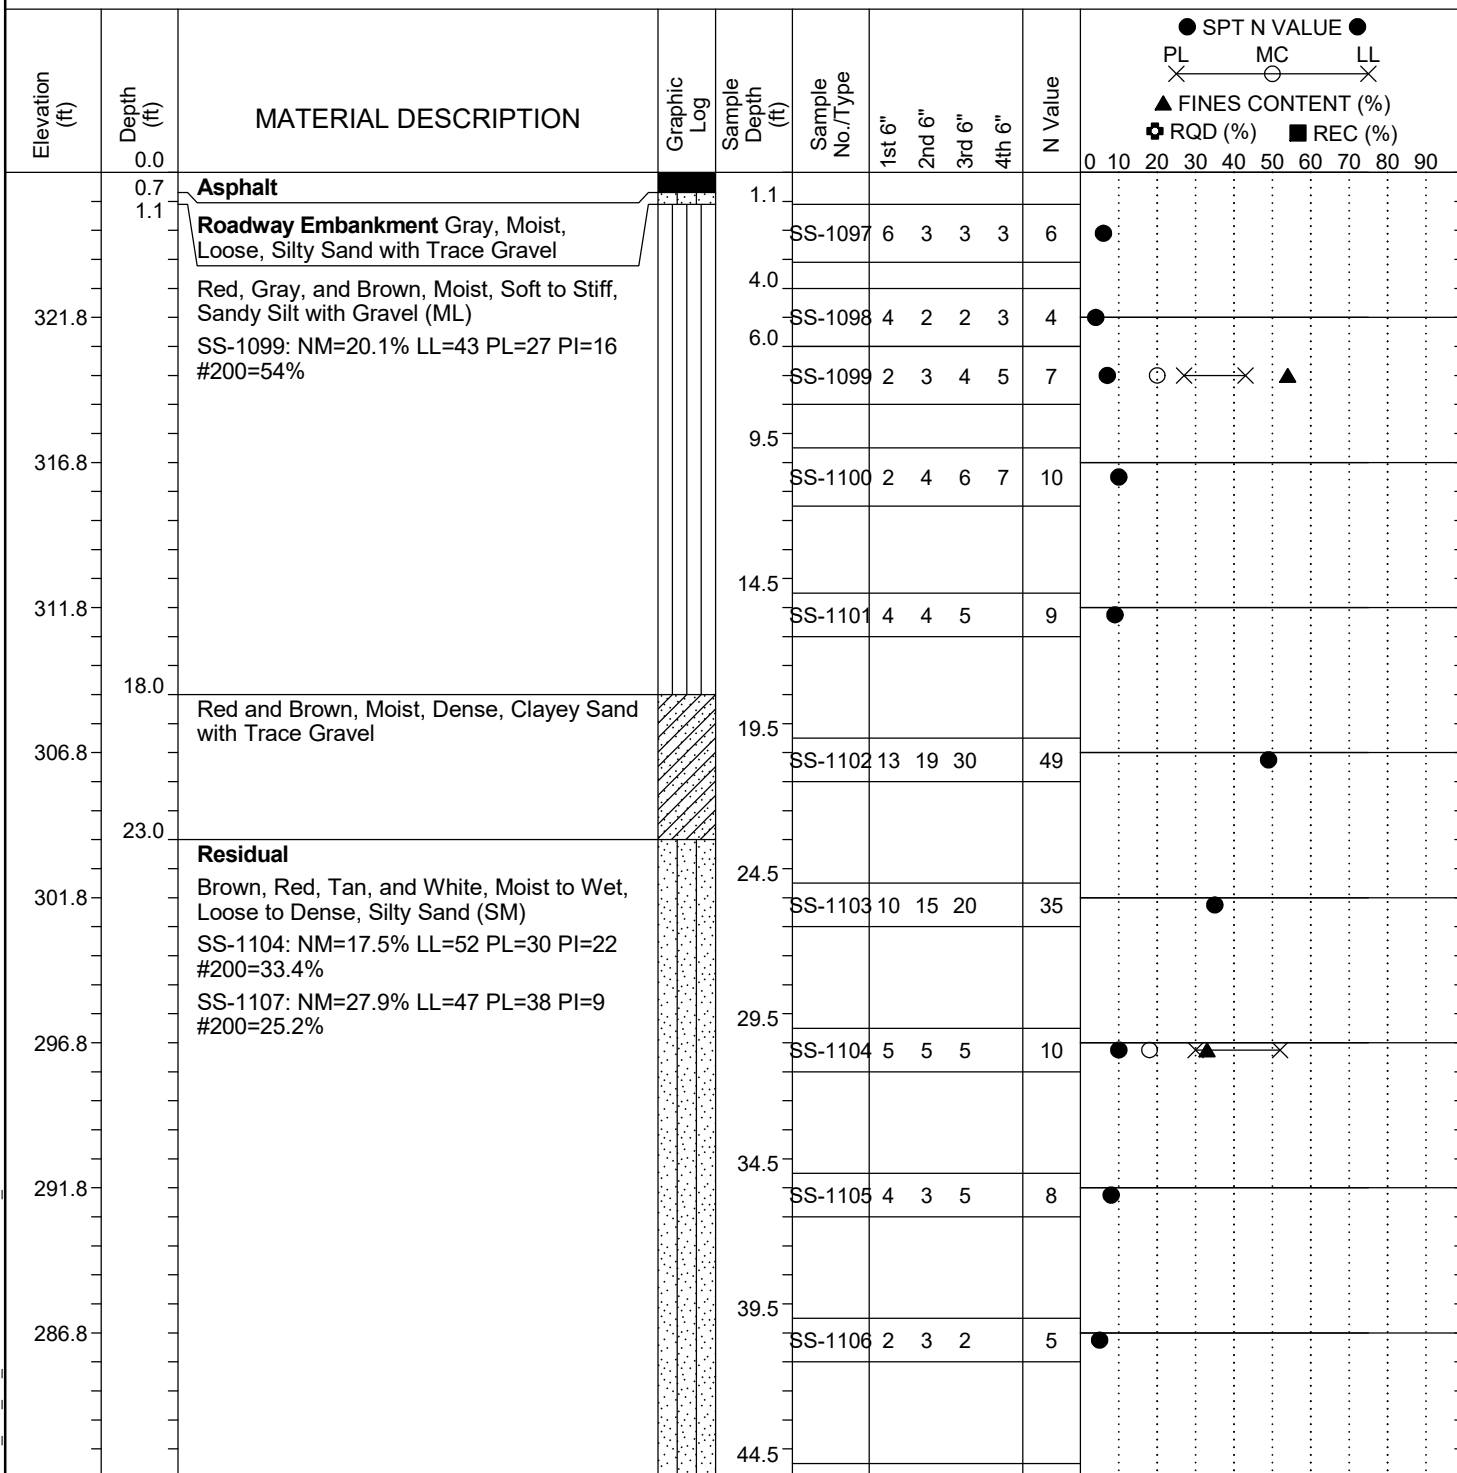 Elevation (ft)
Depth (ft)
0.0
MATERIAL DESCRIPTION
Graphic Log
Sample Depth (ft)
Sample No./Type
1st 6"
2nd 6"
3rd 6"
4th 6"
N Value
SPT N VALUE
PL MC LL
FINES CONTENT (%)
RQD (%) REC (%)
0 10 20 30 40 50 60 70 80 90
0.7 Asphalt
1.1 1.1
Roadway Embankment Gray, Moist,
Loose, Silty Sand with Trace Gravel
SS-1097 6 3 3 3 6
4.0
Red, Gray, and Brown, Moist, Soft to Stiff,
Sandy Silt with Gravel (ML)
321.8 SS-1098 4 2 2 3 4
6.0
SS-1099: NM=20.1% LL=43 PL=27 PI=16
#200=54%
SS-1099 2 3 4 5 7
9.5
316.8
SS-1100 2 4 6 7 10
14.5
311.8 SS-1101 4 4 5 9
18.0
Red and Brown, Moist, Dense, Clayey Sand
with Trace Gravel
19.5
306.8 SS-1102 13 19 30 49
23.0
Residual
24.5
Brown, Red, Tan, and White, Moist to Wet,
Loose to Dense, Silty Sand (SM)
301.8 SS-1103 10 15 20 35
SS-1104: NM=17.5% LL=52 PL=30 PI=22
#200=33.4%
SS-1107: NM=27.9% LL=47 PL=38 PI=9
#200=25.2%
29.5
296.8 SS-1104 5 5 5 10
34.5
291.8 SS-1105 4 3 5 8
39.5
286.8 SS-1106 2 3 2 5
44.5